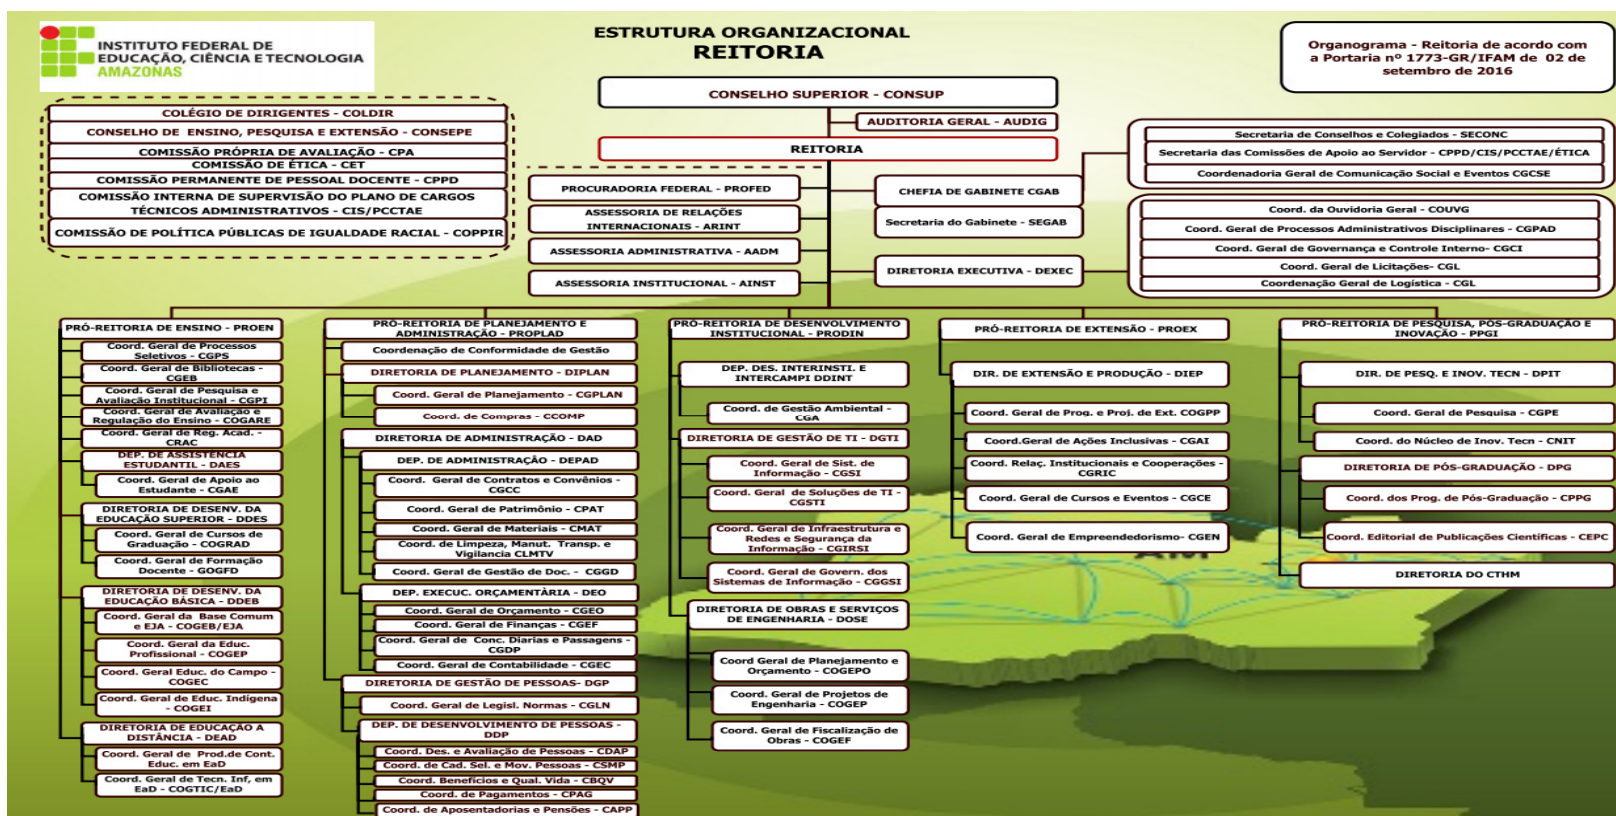 INSTITUTO FEDERAL DE
EDUCAÇÃO, CIÊNCIA E TECNOLOGIA
AMAZONAS
ESTRUTURA ORGANIZACIONAL
REITORIA
Organograma - Reitoria de acordo com
a Portaria nº 1773-GR/IFAM de 02 de
setembro de 2016
CONSELHO SUPERIOR - CONSUP
AUDITORIA GERAL - AUDIG
REITORIA
COLÉGIO DE DIRIGENTES - COLDIR
CONSELHO DE ENSINO, PESQUISA E EXTENSÃO - CONSEPE
COMISSÃO PRÓPRIA DE AVALIAÇÃO - CPA
COMISSÃO DE ÉTICA - CET
COMISSÃO PERMANENTE DE PESSOAL DOCENTE - CPPD
COMISSÃO INTERNA DE SUPERVISÃO DO PLANO DE CARGOS
TÉCNICOS ADMINISTRATIVOS - CIS/PCCTAE
COMISSÃO DE POLÍTICA PÚBLICAS DE IGUALDADE RACIAL - COPPIR
PROCURADORIA FEDERAL - PROFED
ASSESSORIA DE RELAÇÕES
INTERNACIONAIS - ARINT
ASSESSORIA ADMINISTRATIVA - AADM
ASSESSORIA INSTITUCIONAL - AINST
CHEFIA DE GABINETE CGAB
Secretaria do Gabinete - SEGAB
DIRETORIA EXECUTIVA - DEXEC
Secretaria de Conselhos e Colegiados - SECONC
Secretaria das Comissões de Apoio ao Servidor - CPPD/CIS/PCCTAE/ÉTICA
Coordenadoria Geral de Comunicação Social e Eventos CGCSE
Coord. da Ouvidoria Geral - COUVG
Coord. Geral de Processos Administrativos Disciplinares - CGPAD
Coord. Geral de Governança e Controle Interno- CGCI
Coord. Geral de Licitações- CGL
Coordenação Geral de Logística - CGL
PRÓ-REITORIA DE ENSINO - PROEN
Coord. Geral de Processos
Seletivos - CGPS
Coord. Geral de Bibliotecas -
CGEB
Coord. Geral de Pesquisa e
Avaliação Institucional - CGPI
Coord. Geral de Avaliação e
Regulação do Ensino - COGARE
Coord. Geral de Reg. Acad. -
CRAC
DEP. DE ASSISTÊNCIA
ESTUDANTIL - DAES
Coord. Geral de Apoio ao
Estudante - CGAE
DIRETORIA DE DESENV. DA
EDUCAÇÃO SUPERIOR - DDES
Coord. Geral de Cursos de
Graduação - COGRAD
Coord. Geral de Formação
Docente - GOGFD
DIRETORIA DE DESENV. DA
EDUCAÇÃO BÁSICA - DDEB
Coord. Geral da Base Comum
e EJA - COGEB/EJA
Coord. Geral da Educ.
Profissional - COGEP
Coord. Geral Educ. do Campo -
COGEC
Coord. Geral de Educ. Indígena
- COGEI
DIRETORIA DE EDUCAÇÃO A
DISTÂNCIA - DEAD
Coord. Geral de Prod.de Cont.
Educ. em EaD
Coord. Geral de Tecn. Inf, em
EaD - COGTIC/EaD
PRÓ-REITORIA DE PLANEJAMENTO E
ADMINISTRAÇÃO - PROPLAD
Coordenação de Conformidade de Gestão
DIRETORIA DE PLANEJAMENTO - DIPLAN
Coord. Geral de Planejamento - CGPLAN
Coord. de Compras - CCOMP
DIRETORIA DE ADMINISTRAÇÃO - DAD
DEP. DE ADMINISTRAÇÃO - DEPAD
Coord. Geral de Contratos e Convênios -
CGCC
Coord. Geral de Patrimônio - CPAT
Coord. Geral de Materiais - CMAT
Coord. de Limpeza, Manut. Transp. e
Vigilancia CLMTV
Coord. Geral de Gestão de Doc. - CGGD
DEP. EXECUC. ORÇAMENTÀRIA - DEO
Coord. Geral de Orçamento - CGEO
Coord. Geral de Finanças - CGEF
Coord. Geral de Conc. Diarias e Passagens -
CGDP
Coord. Geral de Contabilidade - CGEC
DIRETORIA DE GESTÃO DE PESSOAS- DGP
Coord. Geral de Legisl. Normas - CGLN
DEP. DE DESENVOLVIMENTO DE PESSOAS -
DDP
Coord. Des. e Avaliação de Pessoas - CDAP
Coord. de Cad. Sel. e Mov. Pessoas - CSMP
Coord. Benefícios e Qual. Vida - CBQV
Coord. de Pagamentos - CPAG
Coord. de Aposentadorias e Pensões - CAPP
PRÓ-REITORIA DE DESENVOLVIMENTO
INSTITUCIONAL - PRODIN
DEP. DES. INTERINSTI. E
INTERCAMPI DDINT
Coord. de Gestão Ambiental -
CGA
DIRETORIA DE GESTÃO DE TI - DGTI
Coord. Geral de Sist. de
Informação - CGSI
Coord. Geral de Soluções de TI -
CGSTI
Coord. Geral de Infraestrutura e
Redes e Segurança da
Informação - CGIRSI
Coord. Geral de Govern. dos
Sistemas de Informação - CGGSI
DIRETORIA DE OBRAS E SERVIÇOS
DE ENGENHARIA - DOSE
Coord Geral de Planejamento e
Orçamento - COGEPO
Coord. Geral de Projetos de
Engenharia - COGEP
Coord. Geral de Fiscalização de
Obras - COGEF
PRÓ-REITORIA DE EXTENSÃO - PROEX
DIR. DE EXTENSÃO E PRODUÇÃO - DIEP
Coord. Geral de Prog. e Proj. de Ext. COGPP
Coord.Geral de Ações Inclusivas - CGAI
Coord. Relaç. Institucionais e Cooperações -
CGRIC
Coord. Geral de Cursos e Eventos - CGCE
Coord. Geral de Empreendedorismo- CGEN
PRÓ-REITORIA DE PESQUISA, PÓS-GRADUAÇÃO E
INOVAÇÃO - PPGI
DIR. DE PESQ. E INOV. TECN - DPIT
Coord. Geral de Pesquisa - CGPE
Coord. do Núcleo de Inov. Tecn - CNIT
DIRETORIA DE PÓS-GRADUAÇÃO - DPG
Coord. dos Prog. de Pós-Graduação - CPPG
Coord. Editorial de Publicações Científicas - CEPC
DIRETORIA DO CTHM
AM